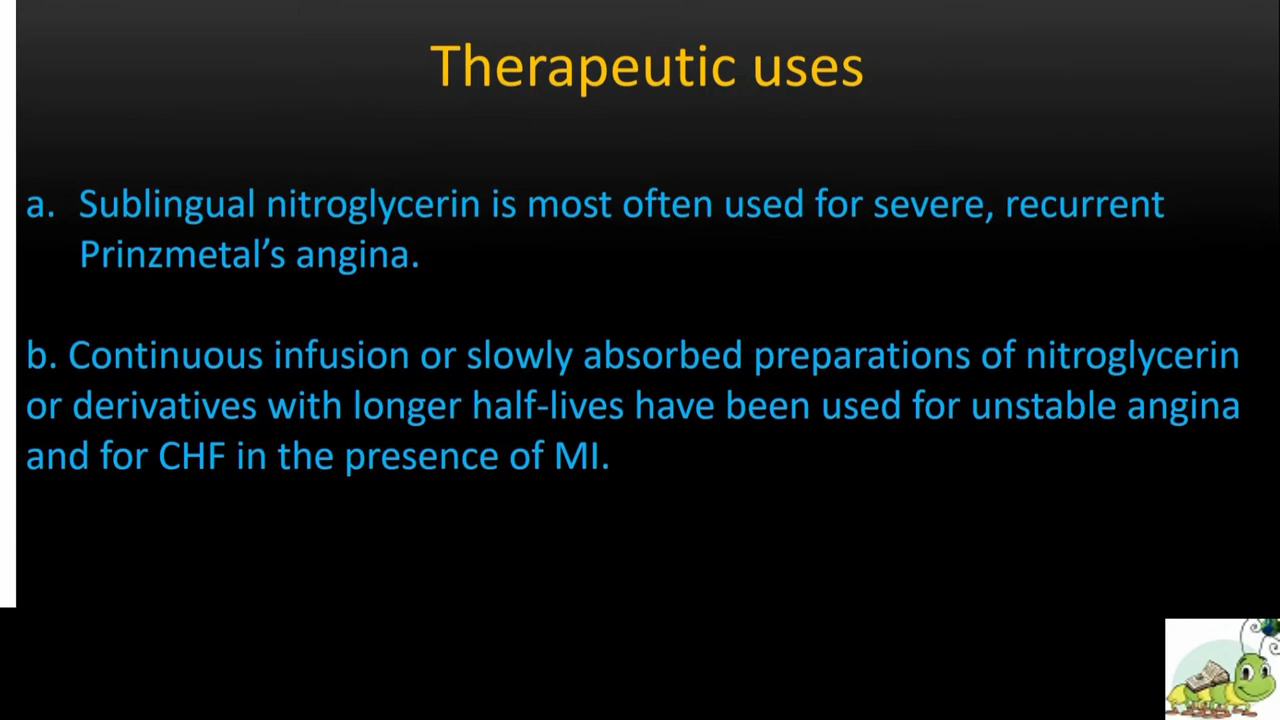 Therapeutic uses
a. Sublingual nitroglycerin is most often used for severe, recurrent
Prinzmetal’s angina.
b. Continuous infusion or slowly absorbed preparations of nitroglycerin
or derivatives with longer half-lives have been used for unstable angina
and for CHF in the presence of MI.